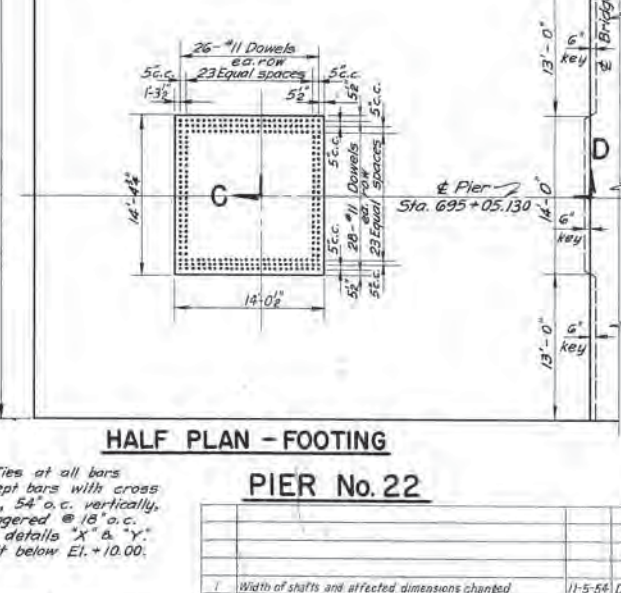 26-#11 Dowels
ea. row
5"c.c. 23 Equal spaces 5"c.c.
1'-3½" 5½" 5½"
5"c.c.
5"c.c.
14'-4½"
C
28-#11 Dowels
ea. row
23 Equal spaces
5"c.c.
5½"
5"c.c.
14'-0½"
℄ Pier
Sta. 695+05.130
13'-0"
6"
key
℄ Bridge
D
14'-0"
6"
key
13'-0"
6"
key
HALF PLAN - FOOTING
PIER No. 22
Ties at all bars
ept bars with cross
, 54" o.c. vertically,
gered @ 18" o.c.
details "X" & "Y".
t below El. +10.00.
1 Width of shafts and affected dimensions changed 11-5-54